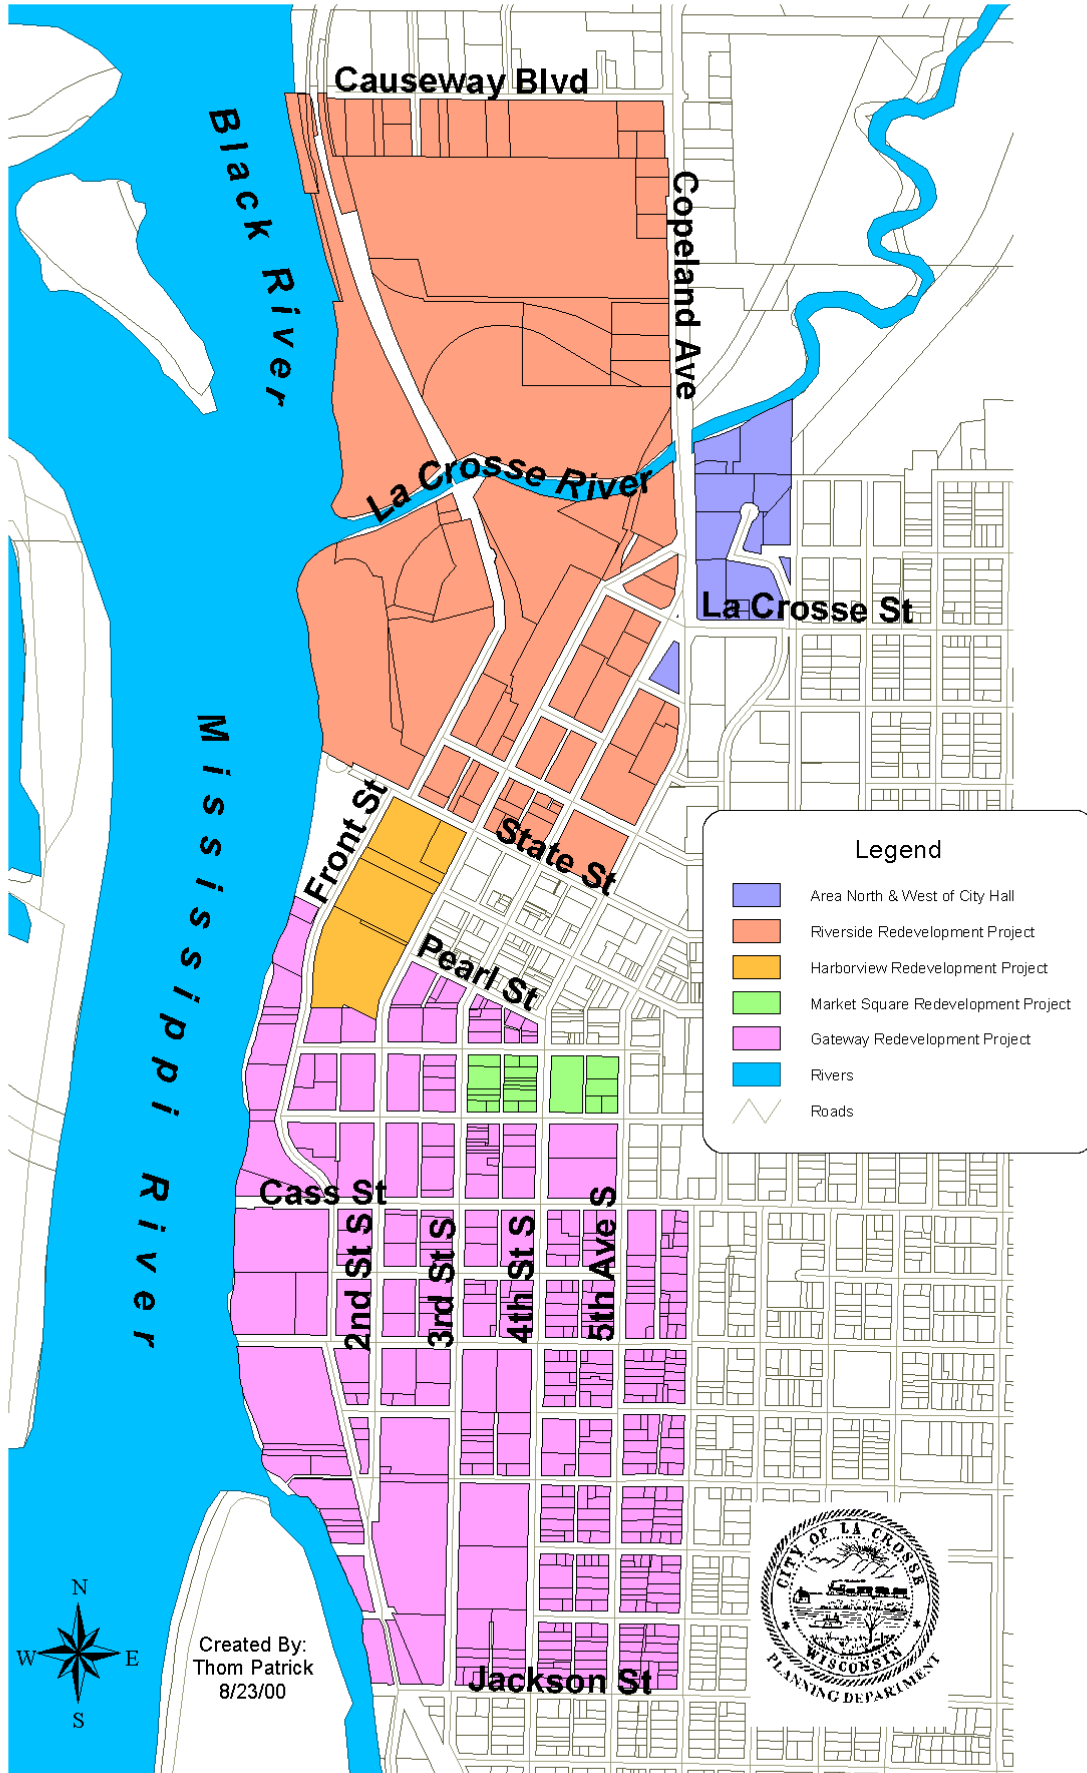 Causeway Blvd
Black River
Copeland Ave
La Crosse River
La Crosse St
Mississippi River
Front St
State St
Pearl St
Legend
Area North & West of City Hall
Riverside Redevelopment Project
Harborview Redevelopment Project
Market Square Redevelopment Project
Gateway Redevelopment Project
Rivers
Roads
Cass St
2nd St S
3rd St S
4th St S
5th Ave S
CITY OF LA CROSSE
WISCONSIN
PLANNING DEPARTMENT
N
W
E
S
Created By:
Thom Patrick
8/23/00
Jackson St